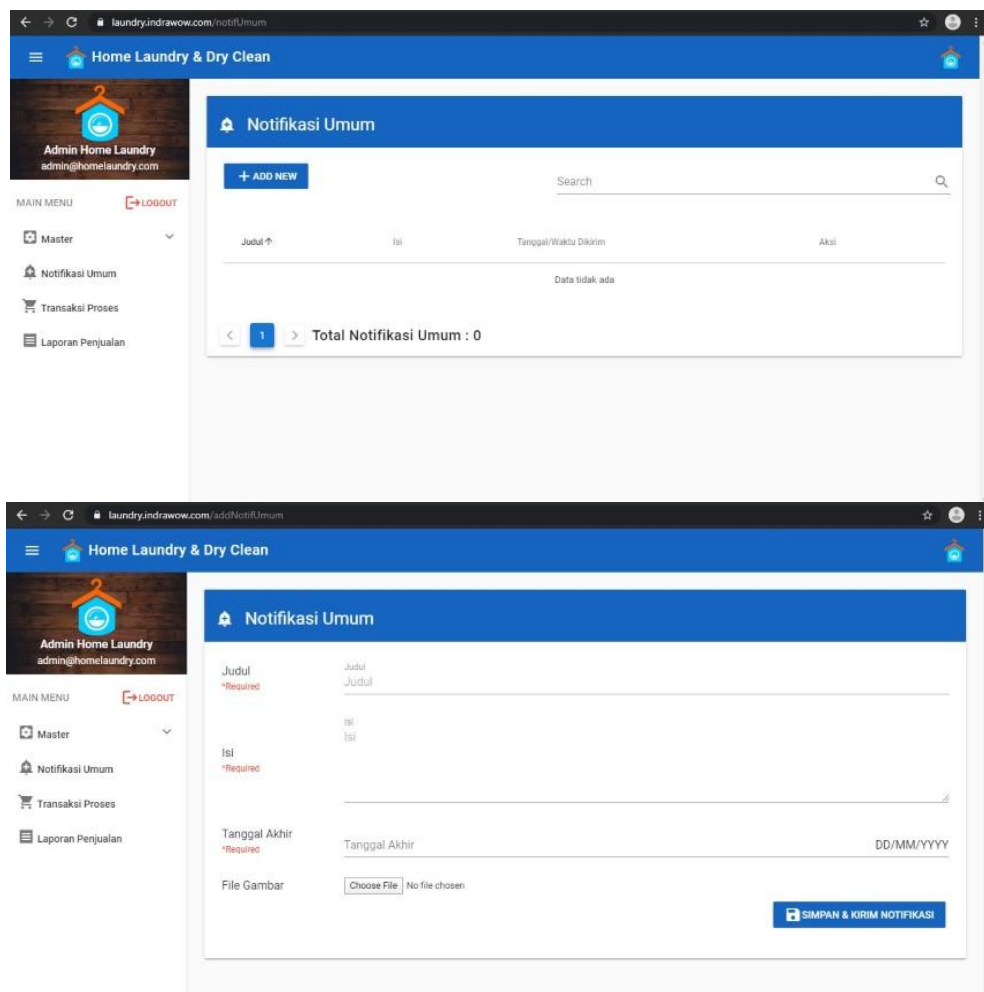 laundry.indrawow.com/notifUmum
Home Laundry & Dry Clean
Admin Home Laundry
admin@homelaundry.com
MAIN MENU
LOGOUT
Master
Notifikasi Umum
Transaksi Proses
Laporan Penjualan
Notifikasi Umum
+ ADD NEW
Search
Judul Isi Tanggal/Waktu Dikirim Aksi
Data tidak ada
< 1 > Total Notifikasi Umum : 0
laundry.indrawow.com/addNotifUmum
Home Laundry & Dry Clean
Admin Home Laundry
admin@homelaundry.com
MAIN MENU
LOGOUT
Master
Notifikasi Umum
Transaksi Proses
Laporan Penjualan
Notifikasi Umum
Judul
*Required
Judul
Judul
Isi
*Required
Isi
Isi
Tanggal Akhir
*Required
Tanggal Akhir
DD/MM/YYYY
File Gambar
Choose File No file chosen
SIMPAN & KIRIM NOTIFIKASI